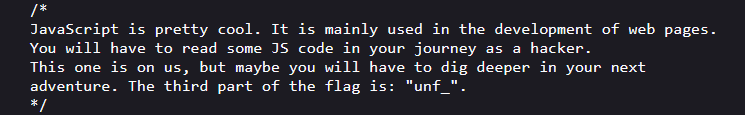 /*
JavaScript is pretty cool. It is mainly used in the development of web pages.
You will have to read some JS code in your journey as a hacker.
This one is on us, but maybe you will have to dig deeper in your next
adventure. The third part of the flag is: "unf_".
*/